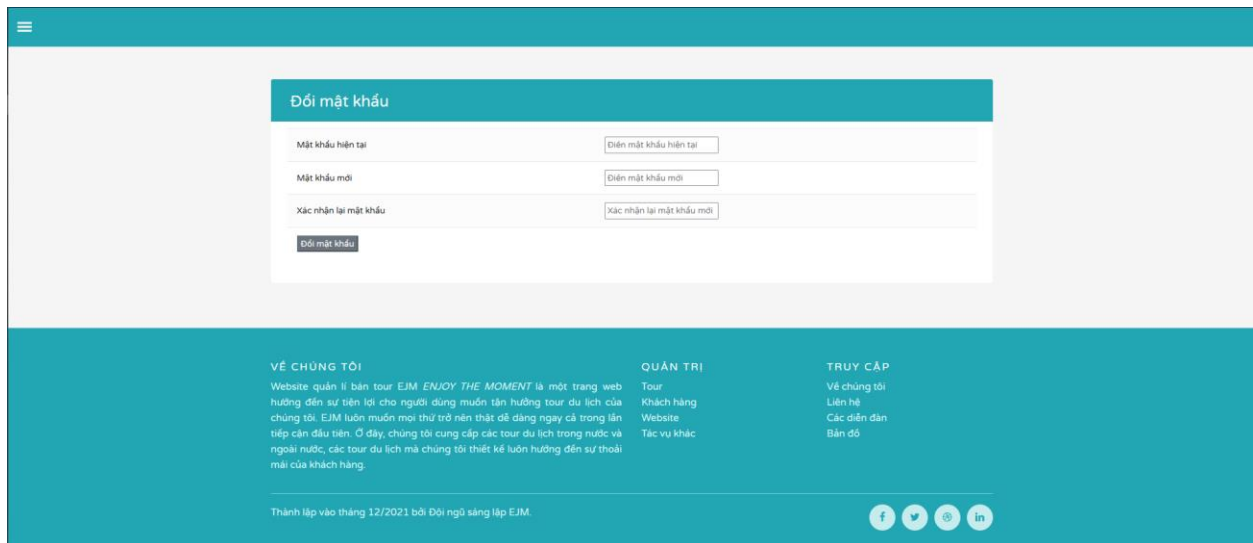 Đổi mật khẩu
Mật khẩu hiện tại
Điền mật khẩu hiện tại
Mật khẩu mới
Điền mật khẩu mới
Xác nhận lại mật khẩu
Xác nhận lại mật khẩu mới
Đổi mật khẩu
VỀ CHÚNG TÔI
Website quản lí bán tour EJM ENJOY THE MOMENT là một trang web
hướng đến sự tiện lợi cho người dùng muốn tận hưởng tour du lịch của
chúng tôi. EJM luôn muốn mọi thứ trở nên thật dễ dàng ngay cả trong lần
tiếp cận đầu tiên. Ở đây, chúng tôi cung cấp các tour du lịch trong nước và
ngoài nước, các tour du lịch mà chúng tôi thiết kế luôn hướng đến sự thoải
mái của khách hàng.
QUẢN TRỊ
Tour
Khách hàng
Website
Tác vụ khác
TRUY CẬP
Về chúng tôi
Liên hệ
Các diễn đàn
Bản đồ
Thành lập vào tháng 12/2021 bởi Đội ngũ sáng lập EJM.